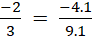 −2/3 = −4.1/9.1